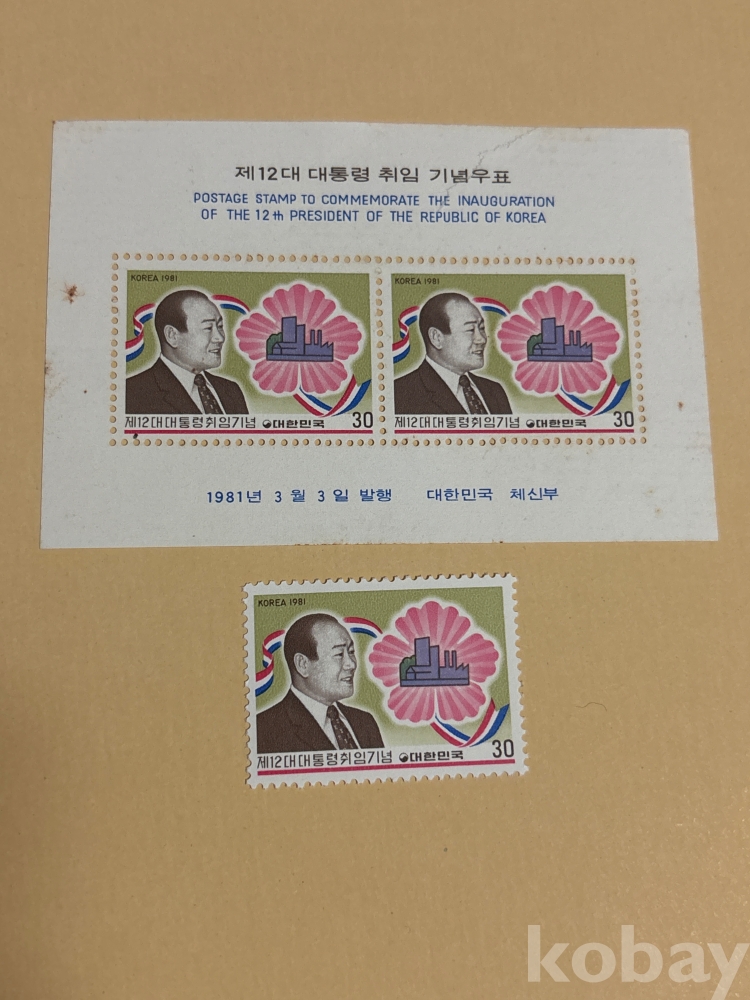 제12대 대통령 취임 기념우표
POSTAGE STAMP TO COMMEMORATE THE INAUGURATION
OF THE 12th PRESIDENT OF THE REPUBLIC OF KOREA
KOREA 1981
제12대대통령취임기념 대한민국 30
KOREA 1981
제12대대통령취임기념 대한민국 30
1981년 3월 3일 발행 대한민국 체신부
KOREA 1981
제12대대통령취임기념 대한민국 30
kobay